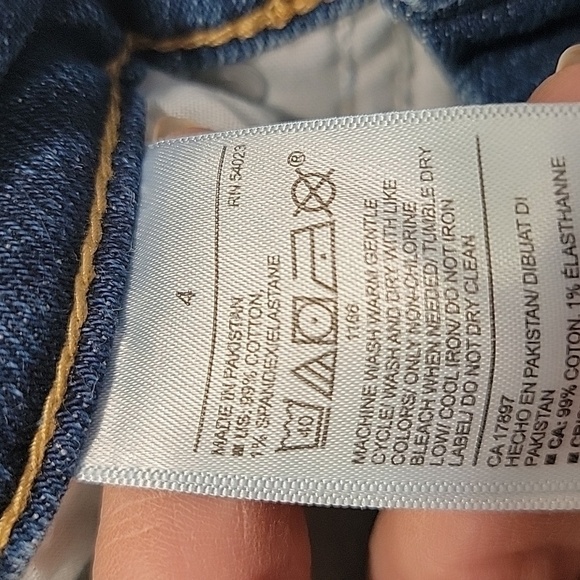 4
RN 54023
MADE IN PAKISTAN
■ US: 99% COTTON
1% SPANDEX/ELASTANE
40
®
1166
MACHINE WASH WARM GENTLE
CYCLE/ WASH AND DRY WITH LIKE
COLORS/ ONLY NON-CHLORINE
BLEACH WHEN NEEDED/ TUMBLE DRY
LOW/ COOL IRON/ DO NOT IRON
LABEL/ DO NOT DRY CLEAN
CA 17897
HECHO EN PAKISTAN/ DIBUAT DI
PAKISTAN
■ CA: 99% COTON, 1% ÉLASTHANNE